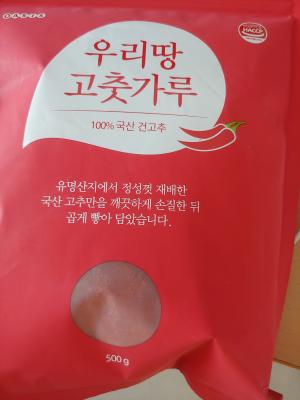 OASIS
HACCP
우리땅
고춧가루
100% 국산 건고추
유명산지에서 정성껏 재배한
국산 고추만을 깨끗하게 손질한 뒤
곱게 빻아 담았습니다.
500g